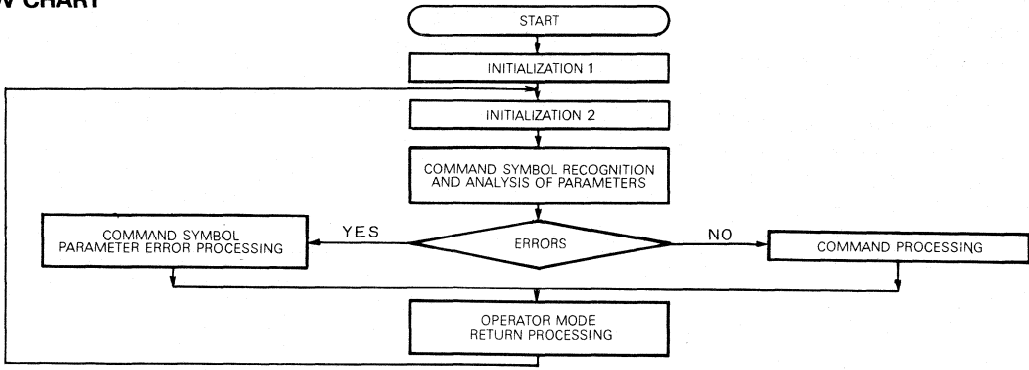 CHART
START
INITIALIZATION 1
INITIALIZATION 2
COMMAND SYMBOL RECOGNITION
AND ANALYSIS OF PARAMETERS
COMMAND SYMBOL
PARAMETER ERROR PROCESSING
YES
ERRORS
NO
COMMAND PROCESSING
OPERATOR MODE
RETURN PROCESSING